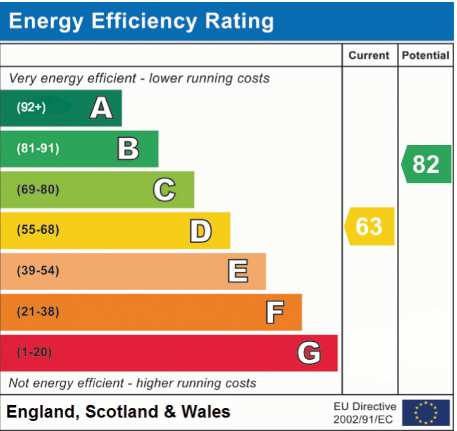 Energy Efficiency Rating
Current Potential
Very energy efficient - lower running costs
(92+) A
(81-91) B
82
(69-80) C
(55-68) D
63
(39-54) E
(21-38) F
(1-20) G
Not energy efficient - higher running costs
England, Scotland & Wales
EU Directive
2002/91/EC